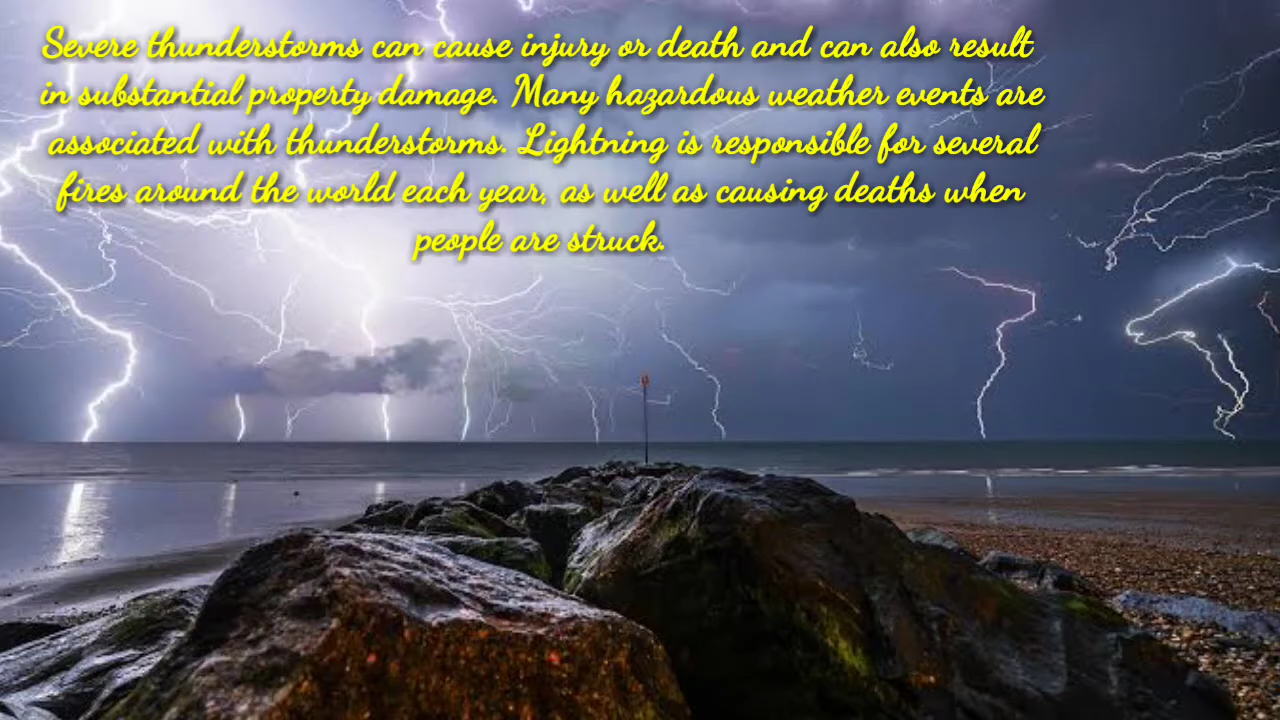 Severe thunderstorms can cause injury or death and can also result
in substantial property damage. Many hazardous weather events are
associated with thunderstorms. Lightning is responsible for several
fires around the world each year, as well as causing deaths when
people are struck.